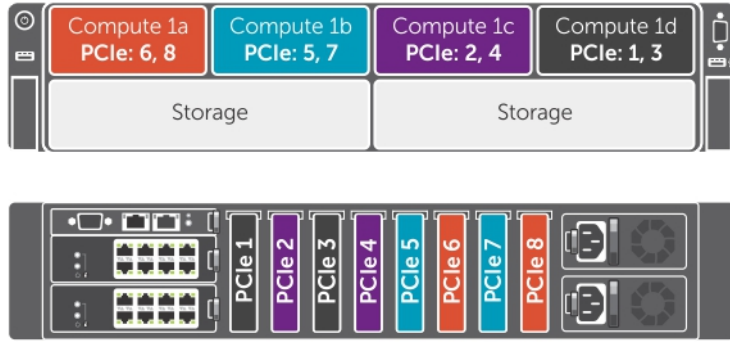 Compute 1a
PCIe: 6, 8
Compute 1b
PCIe: 5, 7
Compute 1c
PCIe: 2, 4
Compute 1d
PCIe: 1, 3
Storage
Storage
PCIe 1
PCIe 2
PCIe 3
PCIe 4
PCIe 5
PCIe 6
PCIe 7
PCIe 8